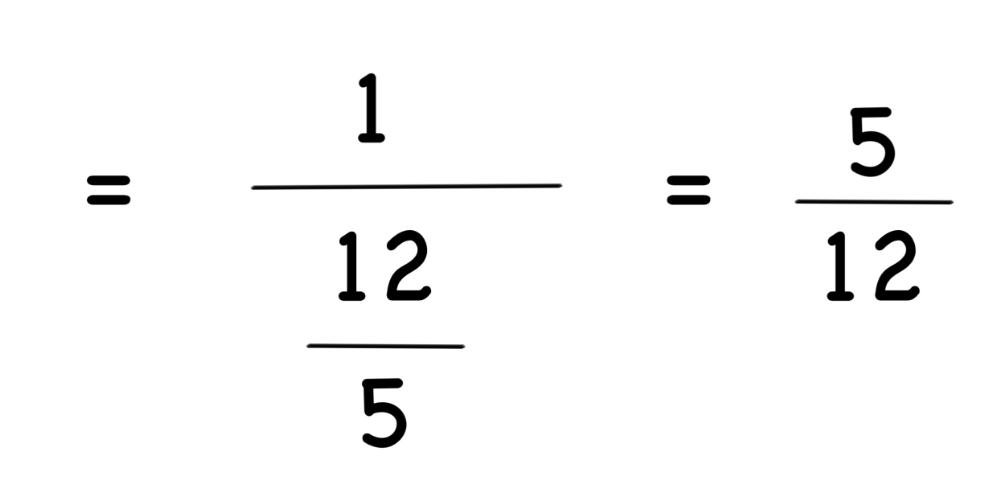 = 1 / 12 / 5 = 5 / 12